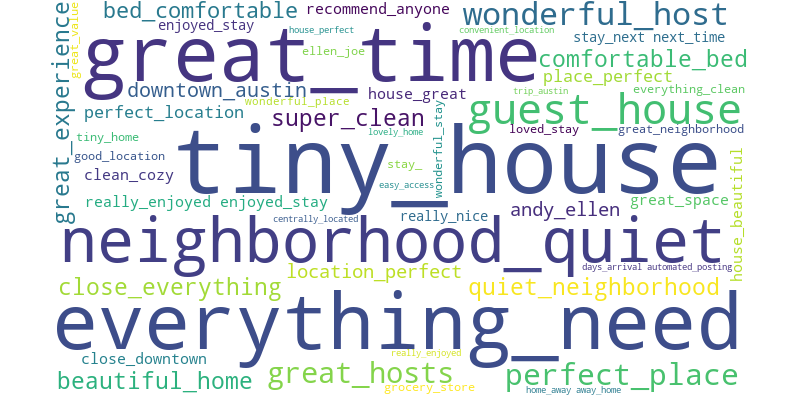 bed_comfortable
recommend_anyone
wonderful_host
enjoyed_stay
house_perfect
convenient_location
great_value
great_experience
great_time
ellen_joe
stay_next next_time
comfortable_bed
place_perfect
downtown_austin
house_great
trip_austin
everything_clean
wonderful_place
guest_house
perfect_location
super_clean
wonderful_stay
loved_stay
great_neighborhood
tiny_home
lovely_home
tiny_house
good_location
stay_
clean_cozy
easy_access
house_beautiful
really_enjoyed enjoyed_stay
andy_ellen
great_space
centrally_located
really_nice
neighborhood_quiet
location_perfect
days_arrival automated_posting
close_everything
quiet_neighborhood
everything_need
close_downtown
really_enjoyed
beautiful_home
great_hosts
perfect_place
grocery_store
home_away away_home